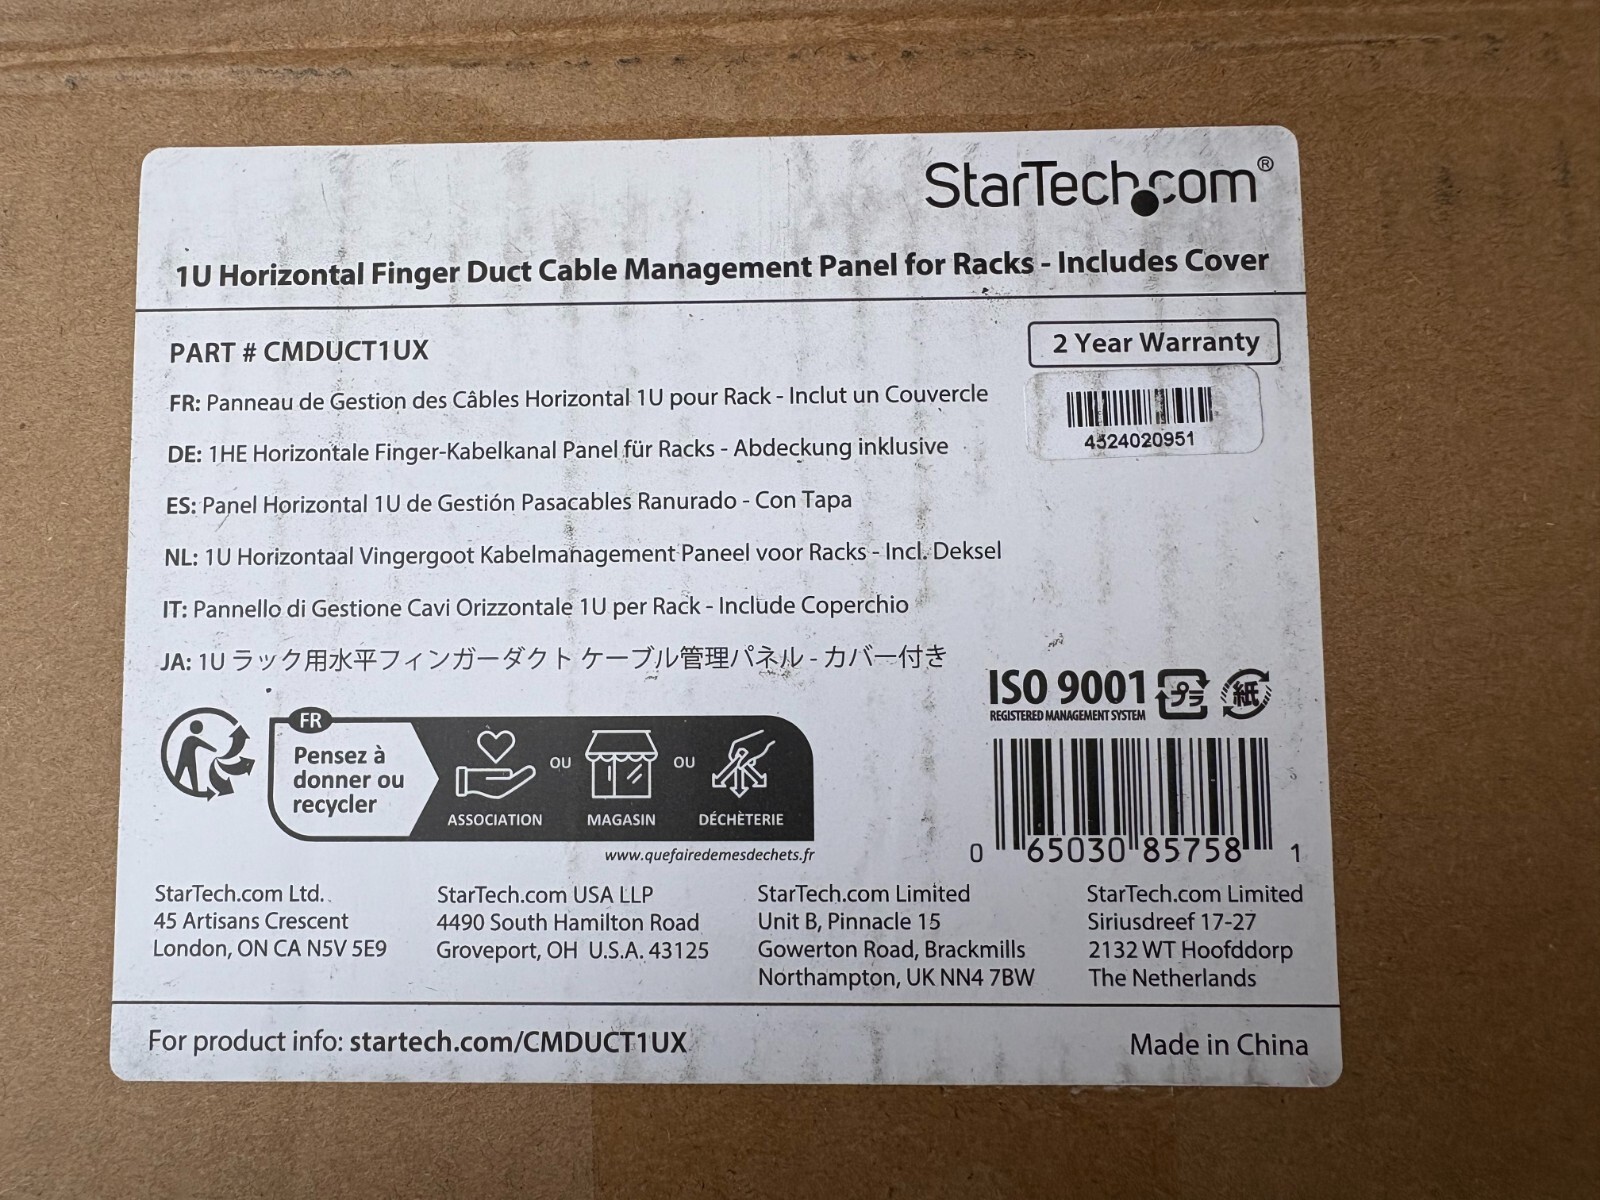 StarTech.com®
1U Horizontal Finger Duct Cable Management Panel for Racks - Includes Cover
PART # CMDUCT1UX
2 Year Warranty
4524020951
FR: Panneau de Gestion des Câbles Horizontal 1U pour Rack - Inclut un Couvercle
DE: 1HE Horizontale Finger-Kabelkanal Panel für Racks - Abdeckung inklusive
ES: Panel Horizontal 1U de Gestión Pasacables Ranurado - Con Tapa
NL: 1U Horizontaal Vingergoot Kabelmanagement Paneel voor Racks - Incl. Deksel
IT: Pannello di Gestione Cavi Orizzontale 1U per Rack - Include Coperchio
JA: 1U ラック用水平フィンガーダクト ケーブル管理パネル - カバー付き
ISO 9001
REGISTERED MANAGEMENT SYSTEM
プラ
紙
FR
Pensez à
donner ou
recycler
OU
OU
ASSOCIATION
MAGASIN
DÉCHÈTERIE
www.quefairedemesdechets.fr
0 65030 85758 1
StarTech.com Ltd.
45 Artisans Crescent
London, ON CA N5V 5E9
StarTech.com USA LLP
4490 South Hamilton Road
Groveport, OH U.S.A. 43125
StarTech.com Limited
Unit B, Pinnacle 15
Gowerton Road, Brackmills
Northampton, UK NN4 7BW
StarTech.com Limited
Siriusdreef 17-27
2132 WT Hoofddorp
The Netherlands
For product info: startech.com/CMDUCT1UX
Made in China